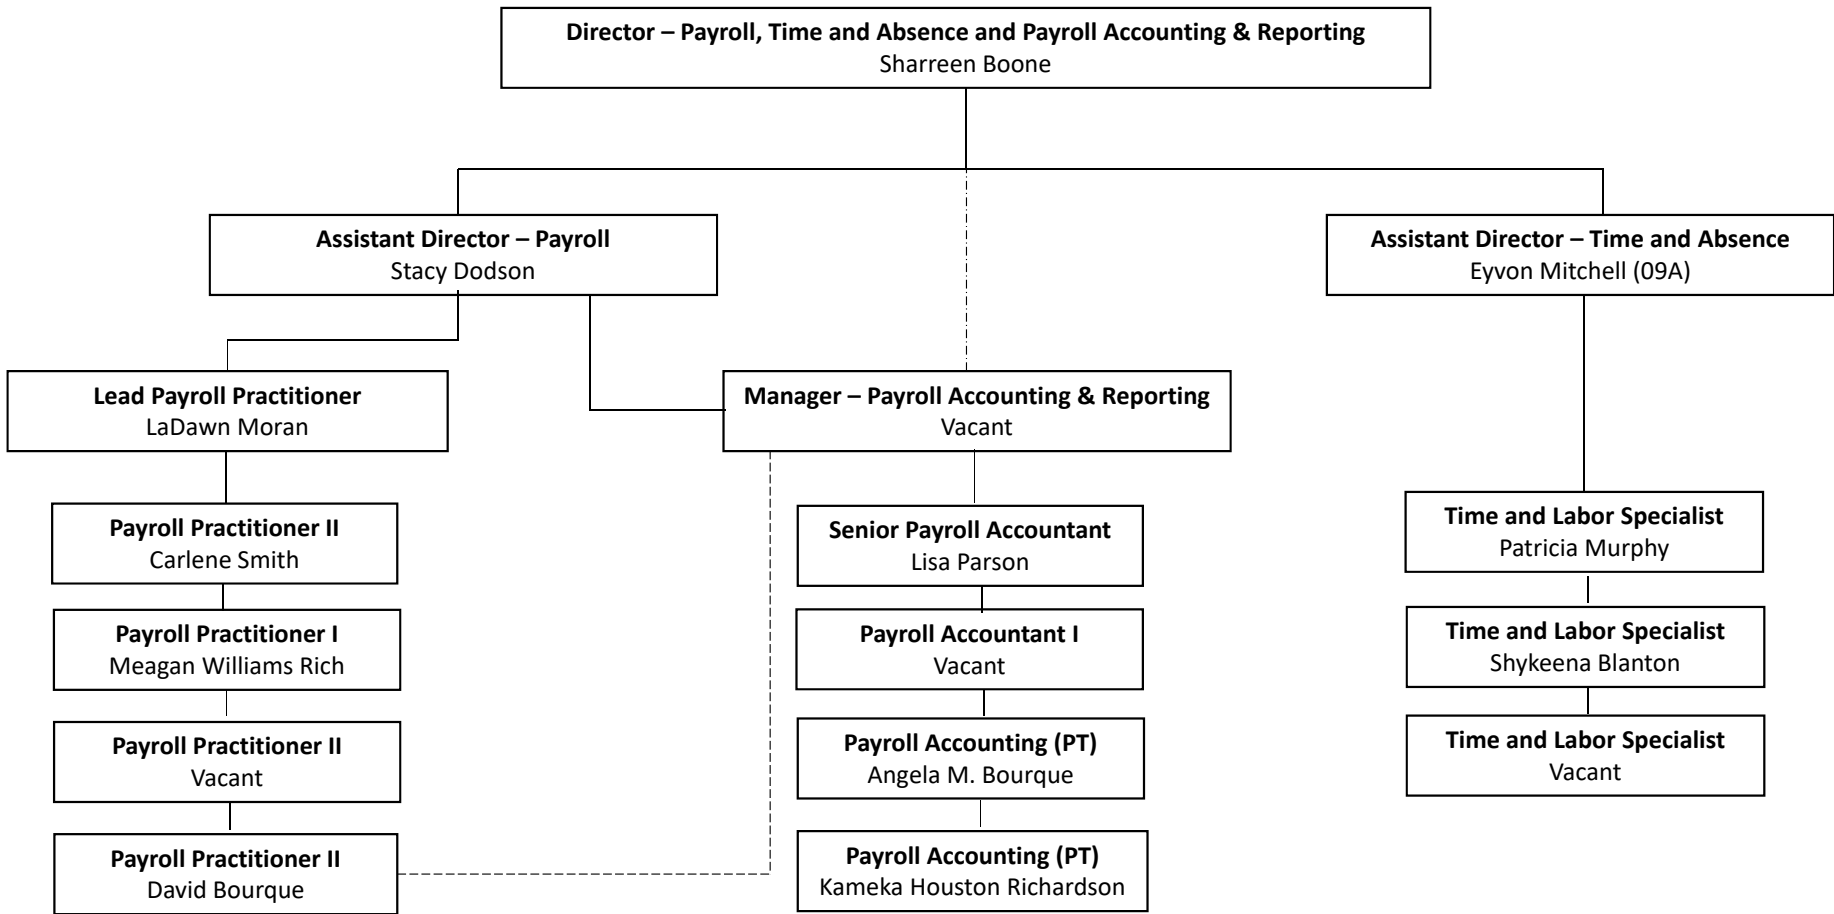 Director – Payroll, Time and Absence and Payroll Accounting & Reporting
Sharreen Boone
Assistant Director – Payroll
Stacy Dodson
Assistant Director – Time and Absence
Eyvon Mitchell (09A)
Lead Payroll Practitioner
LaDawn Moran
Manager – Payroll Accounting & Reporting
Vacant
Payroll Practitioner II
Carlene Smith
Payroll Practitioner I
Meagan Williams Rich
Payroll Practitioner II
Vacant
Payroll Practitioner II
David Bourque
Senior Payroll Accountant
Lisa Parson
Payroll Accountant I
Vacant
Payroll Accounting (PT)
Angela M. Bourque
Payroll Accounting (PT)
Kameka Houston Richardson
Time and Labor Specialist
Patricia Murphy
Time and Labor Specialist
Shykeena Blanton
Time and Labor Specialist
Vacant